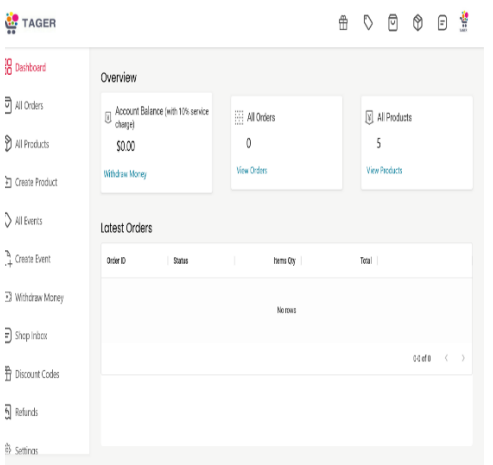 TAGER
Dashboard
All Orders
All Products
Create Product
All Events
Create Event
Withdraw Money
Shop Inbox
Discount Codes
Refunds
Settings
Overview
Account Balance (with 10% service
charge)
$0.00
Withdraw Money
All Orders
0
View Orders
All Products
5
View Products
Latest Orders
Order ID Status Items Qty Total
No rows
0-0 of 0